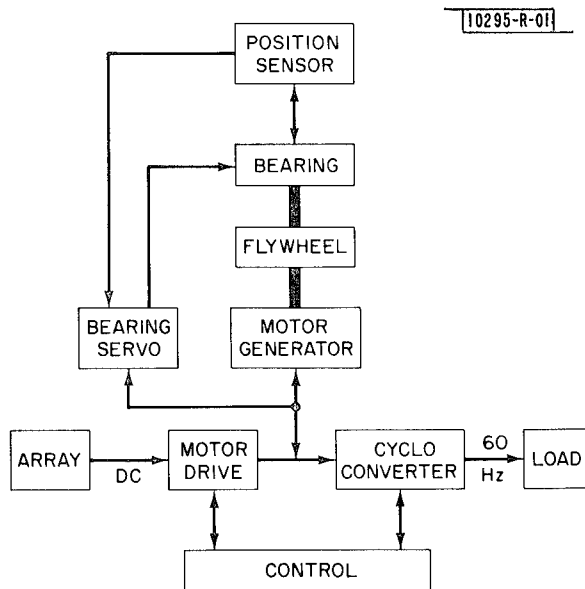 10295-R-01
POSITION
SENSOR
BEARING
FLYWHEEL
BEARING
SERVO
MOTOR
GENERATOR
ARRAY
DC
MOTOR
DRIVE
CYCLO
CONVERTER
60
Hz
LOAD
CONTROL